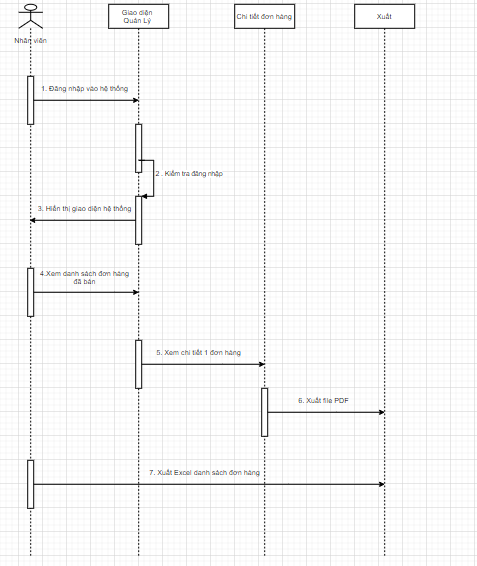 Giao diện
Quản Lý
Chi tiết đơn hàng
Xuất
Nhân viên
1. Đăng nhập vào hệ thống
2 . Kiểm tra đăng nhập
3. Hiển thị giao diện hệ thống
4.Xem danh sách đơn hàng
đã bán
5. Xem chi tiết 1 đơn hàng
6. Xuất file PDF
7. Xuất Excel danh sách đơn hàng